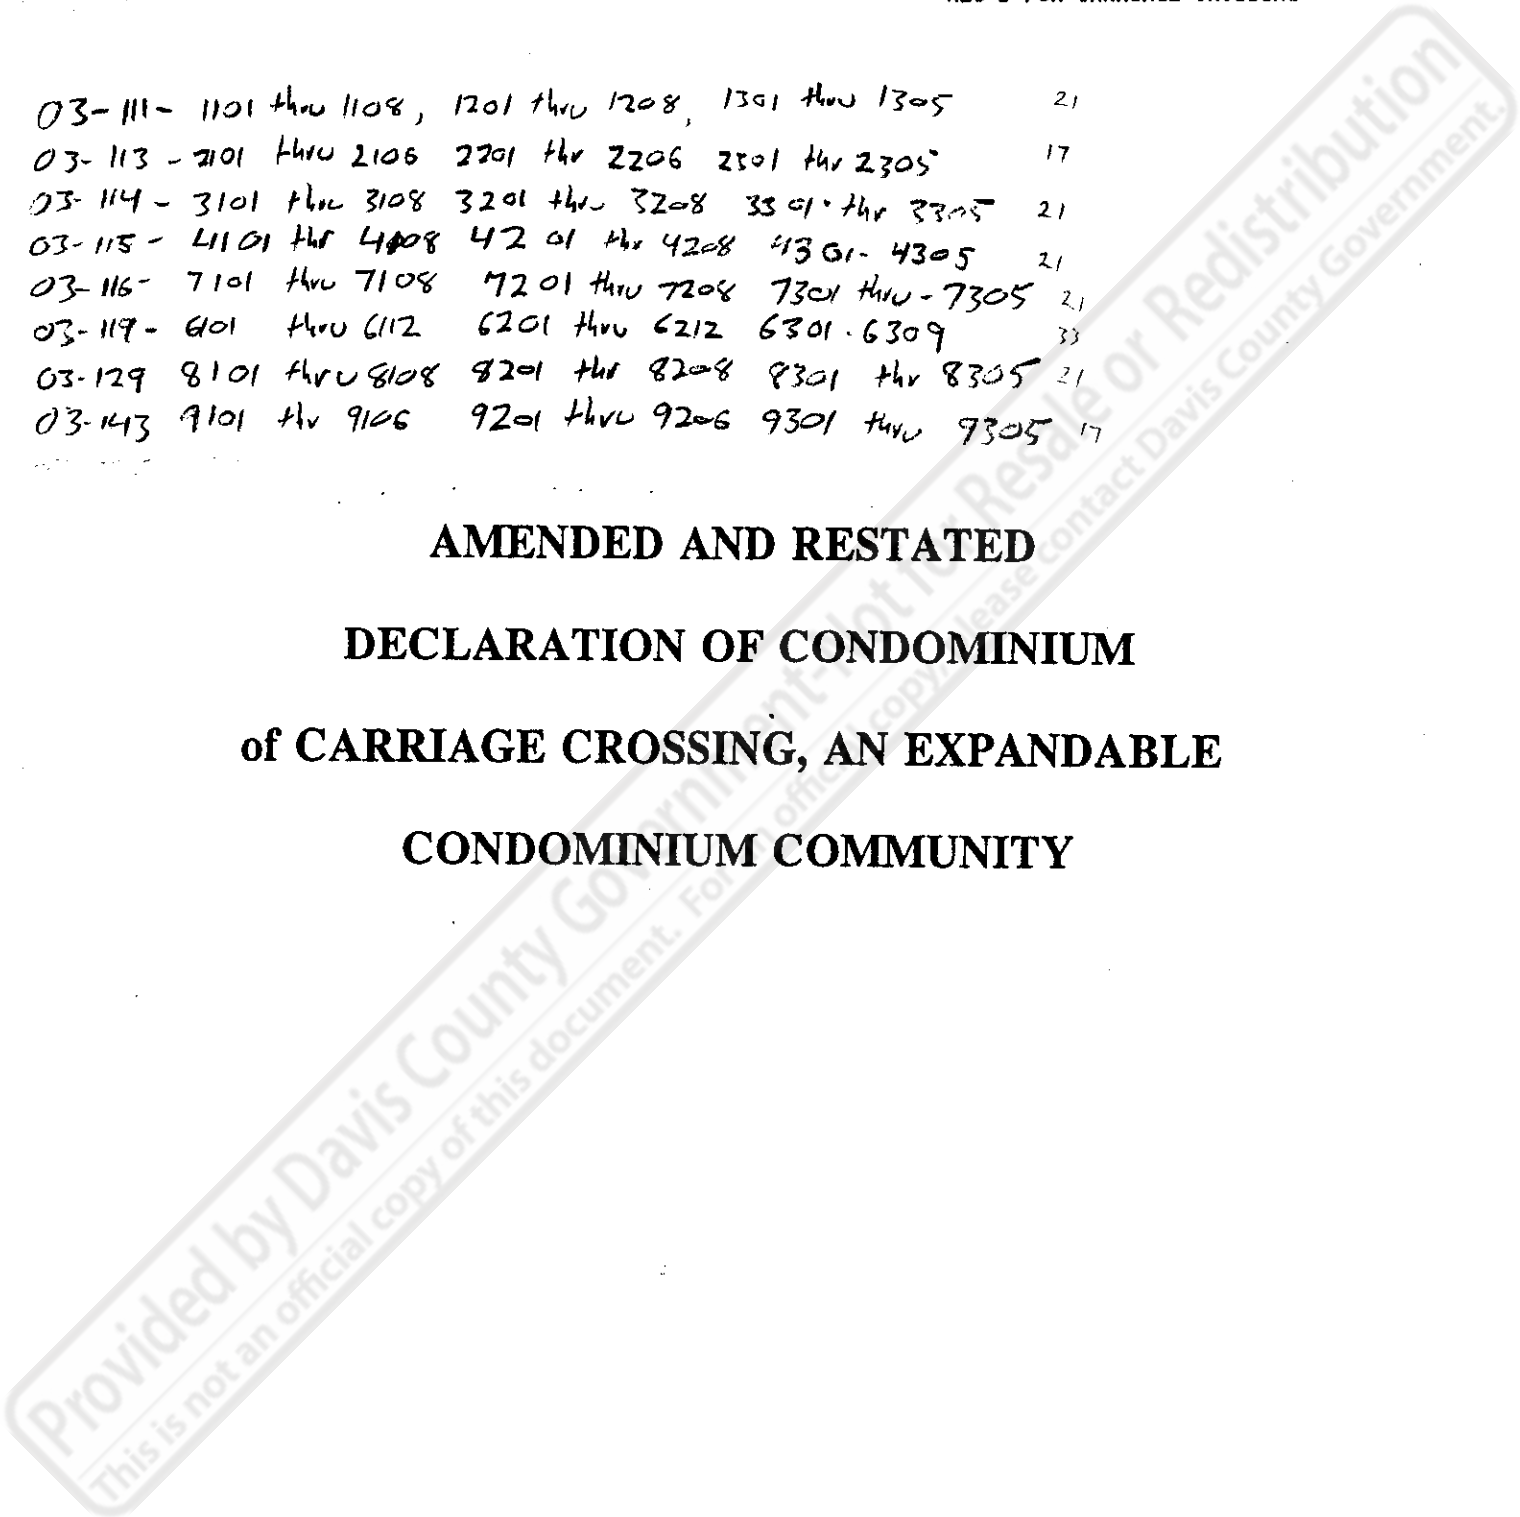 03-111- 1101 thru 1108, 1201 thru 1208, 1301 thru 1305 21
03-113-2101 thru 2106 2201 thr 2206 2301 thr 2305 17
03-114- 3101 thru 3108 3201 thru 3208 3301 thr 3305 21
03-115- 4101 thr 4108 4201 thr 4208 4301- 4305 21
03-116- 7101 thru 7108 7201 thru 7208 7301 thru- 7305 21
03-119- 6101 thru 6112 6201 thru 6212 6301-6309 33
03-129 8101 thru 8108 8201 thr 8208 8301 thr 8305 21
03-143 9101 thr 9106 9201 thru 9206 9301 thru 9305 17
AMENDED AND RESTATED
DECLARATION OF CONDOMINIUM
of CARRIAGE CROSSING, AN EXPANDABLE
CONDOMINIUM COMMUNITY
Provided by Davis County Government-Not for Resale or Redistribution
This is not an official copy of this document. For an official copy, please contact Davis County Government.